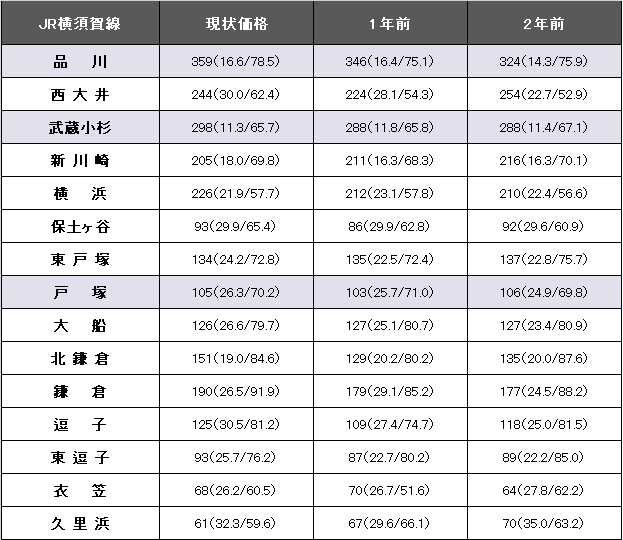 JR横須賀線 現状価格 1年前 2年前
品川 359(16.6/78.5) 346(16.4/75.1) 324(14.3/75.9)
西大井 244(30.0/62.4) 224(28.1/54.3) 254(22.7/52.9)
武蔵小杉 298(11.3/65.7) 288(11.8/65.8) 288(11.4/67.1)
新川崎 205(18.0/69.8) 211(16.3/68.3) 216(16.3/70.1)
横浜 226(21.9/57.7) 212(23.1/57.8) 210(22.4/56.6)
保土ヶ谷 93(29.9/65.4) 86(29.9/62.8) 92(29.6/60.9)
東戸塚 134(24.2/72.8) 135(22.5/72.4) 137(22.8/75.7)
戸塚 105(26.3/70.2) 103(25.7/71.0) 106(24.9/69.8)
大船 126(26.6/79.7) 127(25.1/80.7) 127(23.4/80.9)
北鎌倉 151(19.0/84.6) 129(20.2/80.2) 135(20.0/87.6)
鎌倉 190(26.5/91.9) 179(29.1/85.2) 177(24.5/88.2)
逗子 125(30.5/81.2) 109(27.4/74.7) 118(25.0/81.5)
東逗子 93(25.7/76.2) 87(22.7/80.2) 89(22.2/85.0)
衣笠 68(26.2/60.5) 70(26.7/51.6) 64(27.8/62.2)
久里浜 61(32.3/59.6) 67(29.6/66.1) 70(35.0/63.2)